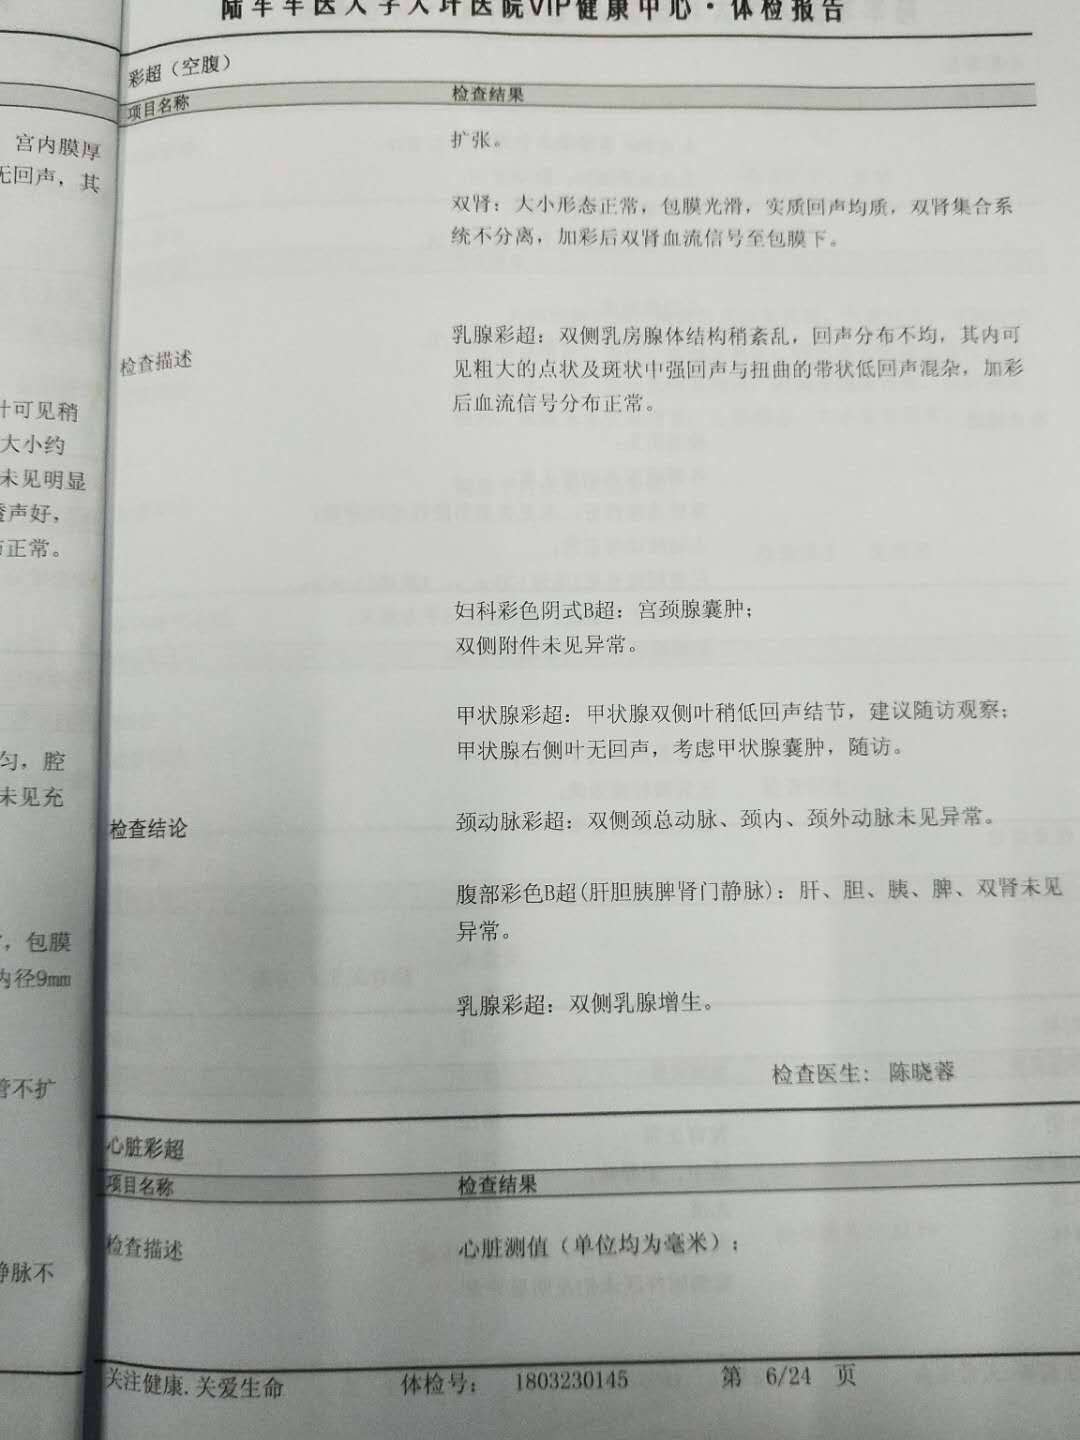 陆军军医大学大坪医院VIP健康中心·体检报告
彩超（空腹）
项目名称 检查结果
扩张。
双肾：大小形态正常，包膜光滑，实质回声均质，双肾集合系
统不分离，加彩后双肾血流信号至包膜下。
检查描述
乳腺彩超：双侧乳房腺体结构稍紊乱，回声分布不均，其内可
见粗大的点状及斑状中强回声与扭曲的带状低回声混杂，加彩
后血流信号分布正常。
妇科彩色阴式B超：宫颈腺囊肿；
双侧附件未见异常。
甲状腺彩超：甲状腺双侧叶稍低回声结节，建议随访观察；
甲状腺右侧叶无回声，考虑甲状腺囊肿，随访。
检查结论
颈动脉彩超：双侧颈总动脉、颈内、颈外动脉未见异常。
腹部彩色B超(肝胆胰脾肾门静脉)：肝、胆、胰、脾、双肾未见
异常。
乳腺彩超：双侧乳腺增生。
检查医生： 陈晓蓉
心脏彩超
项目名称 检查结果
检查描述 心脏测值（单位均为毫米）；
关注健康.关爱生命 体检号： 1803230145 第 6/24 页
宫内膜厚
无回声，其
叶可见稍
大小约
未见明显
透声好，
布正常。
匀，腔
未见充
，包膜
内径9mm
管不扩
静脉不